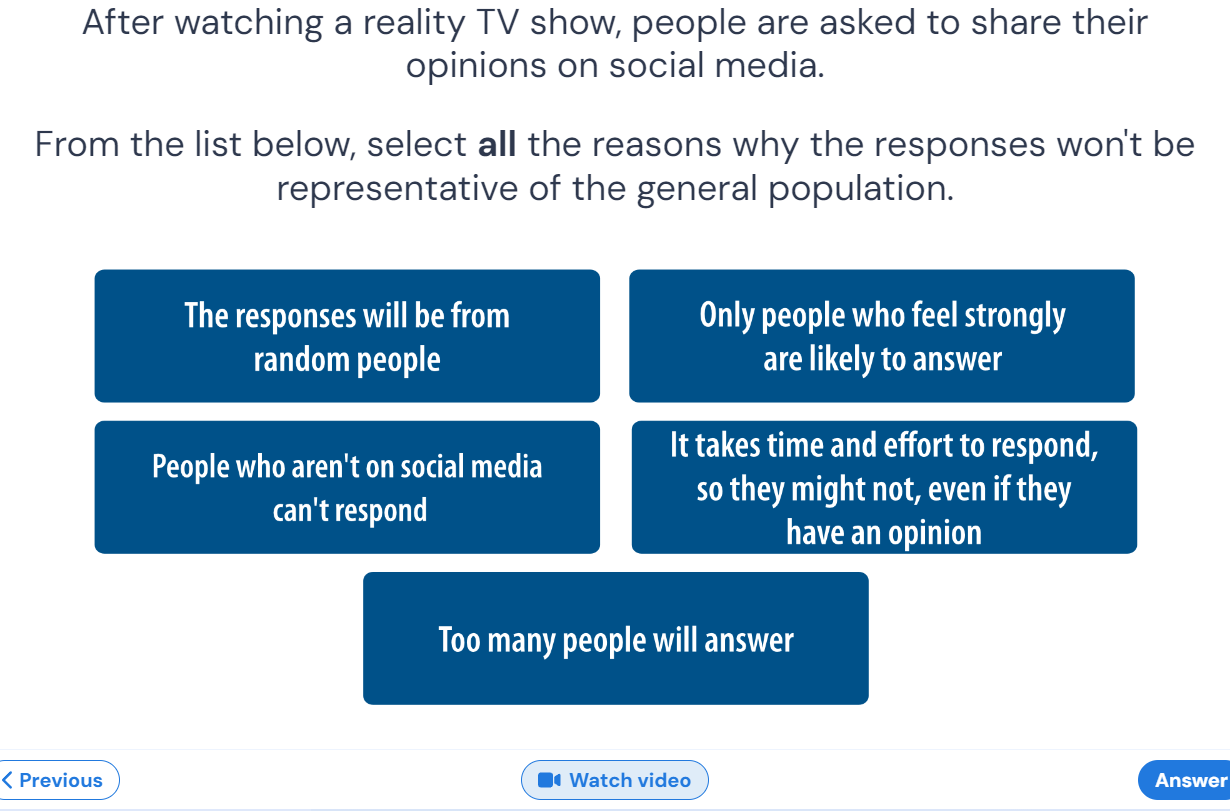 After watching a reality TV show, people are asked to share their
opinions on social media.
From the list below, select all the reasons why the responses won't be
representative of the general population.
The responses will be from
random people
Only people who feel strongly
are likely to answer
People who aren't on social media
can't respond
It takes time and effort to respond,
so they might not, even if they
have an opinion
Too many people will answer
Previous
Watch video
Answer